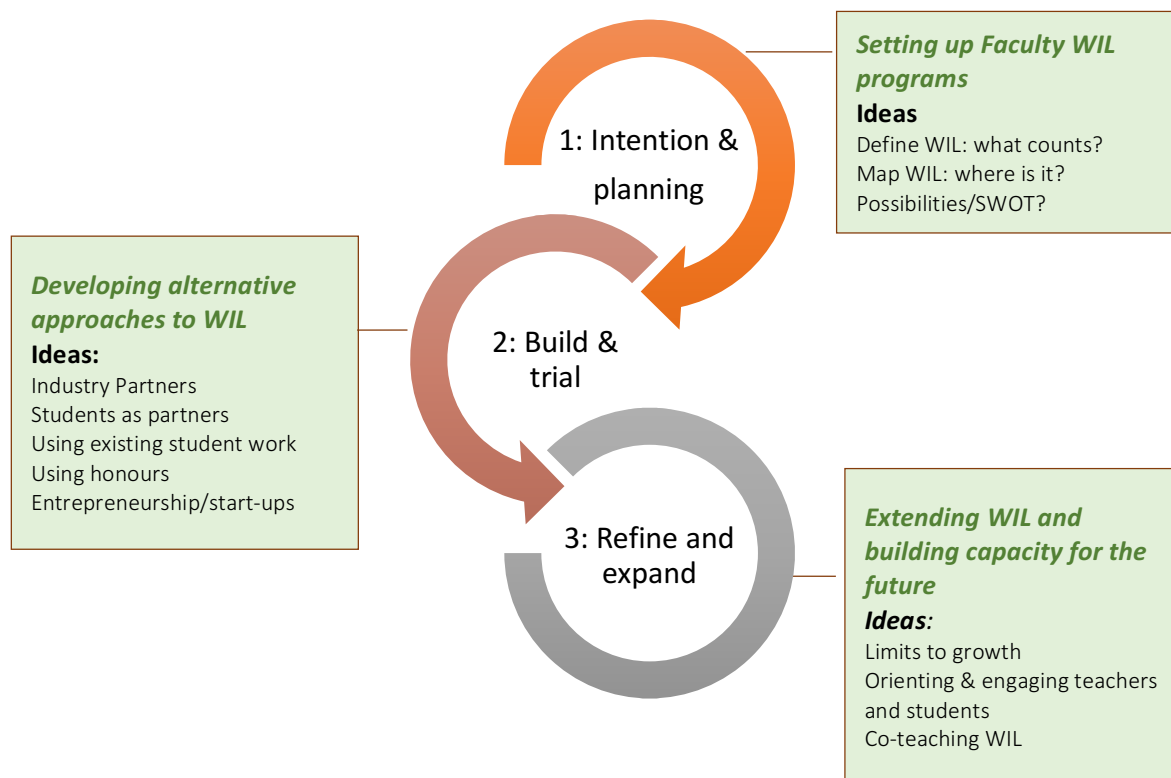 1: Intention &
planning
Setting up Faculty WIL
programs
Ideas
Define WIL: what counts?
Map WIL: where is it?
Possibilities/SWOT?
2: Build &
trial
Developing alternative
approaches to WIL
Ideas:
Industry Partners
Students as partners
Using existing student work
Using honours
Entrepreneurship/start-ups
3: Refine and
expand
Extending WIL and
building capacity for the
future
Ideas:
Limits to growth
Orienting & engaging teachers
and students
Co-teaching WIL